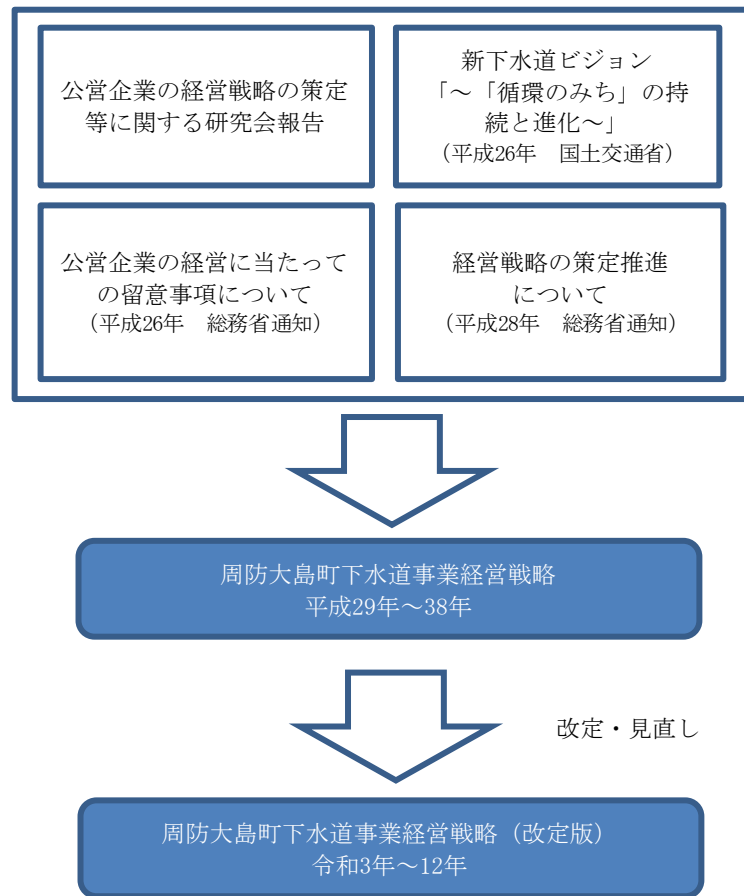 公営企業の経営戦略の策定
等に関する研究会報告
新下水道ビジョン
「～「循環のみち」の持
続と進化～」
（平成26年　国土交通省）
公営企業の経営に当たって
の留意事項について
（平成26年　総務省通知）
経営戦略の策定推進
について
（平成28年　総務省通知）
周防大島町下水道事業経営戦略
平成29年～38年
改定・見直し
周防大島町下水道事業経営戦略（改定版）
令和3年～12年